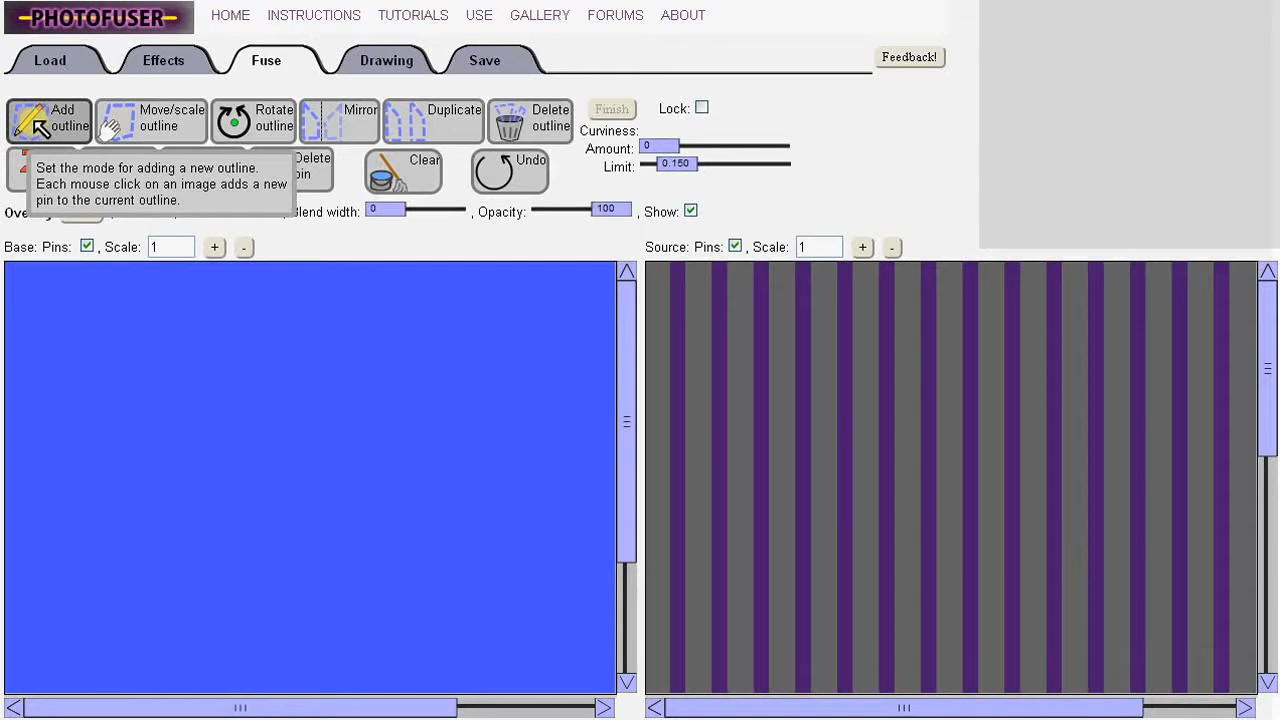 PHOTOFUSER HOME INSTRUCTIONS TUTORIALS USE GALLERY FORUMS ABOUT
Load Effects Fuse Drawing Save Feedback!
Add outline Move/scale outline Rotate outline Mirror Duplicate Delete outline Finish Lock:
Curviness:
Amount: 0
Limit: 0.150
Delete Clear Undo
Set the mode for adding a new outline.
Each mouse click on an image adds a new
pin to the current outline.
Blend width: 0 , Opacity: 100 , Show:
Base: Pins: , Scale: 1 + -
Source: Pins: , Scale: 1 + -